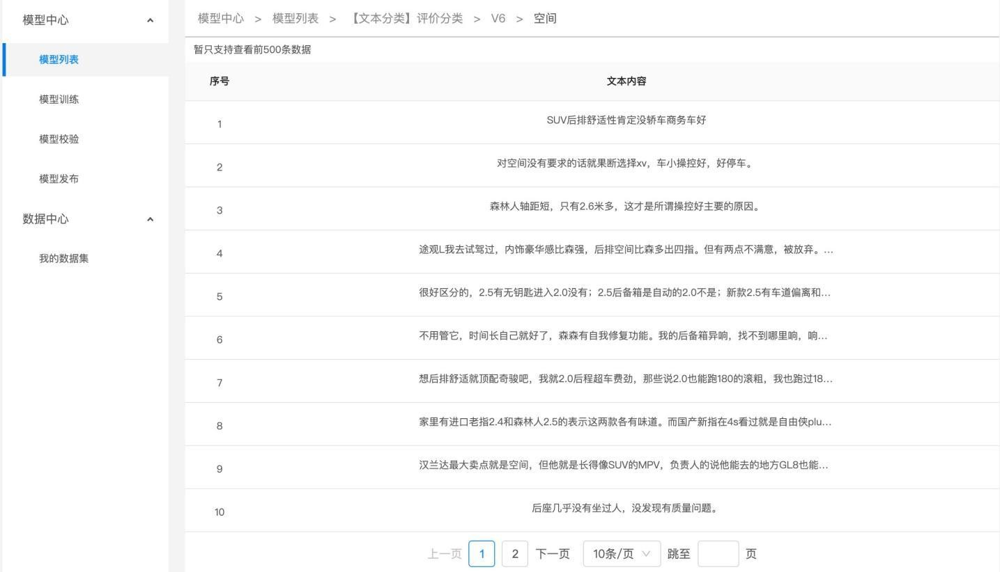 模型中心
模型列表
模型训练
模型校验
模型发布
数据中心
我的数据集
模型中心 > 模型列表 > 【文本分类】评价分类 > V6 > 空间
暂只支持查看前500条数据
序号 文本内容
1 SUV后排舒适性肯定没轿车商务车好
2 对空间没有要求的话就果断选择xv，车小操控好，好停车。
3 森林人轴距短，只有2.6米多，这才是所谓操控好主要的原因。
4 途观L我去试驾过，内饰豪华感比森强，后排空间比森多出四指。但有两点不满意，被放弃。...
5 很好区分的，2.5有无钥匙进入2.0没有；2.5后备箱是自动的2.0不是；新款2.5有车道偏离和...
6 不用管它，时间长自己就好了，森森有自我修复功能。我的后备箱异响，找不到哪里响，响...
7 想后排舒适就顶配奇骏吧，我就2.0后程超车费劲，那些说2.0也能跑180的滚粗，我也跑过18...
8 家里有进口老指2.4和森林人2.5的表示这两款各有味道。而国产新指在4s看过就是自由侠plu...
9 汉兰达最大卖点就是空间，但他就是长得像SUV的MPV，负责人的说他能去的地方GL8也能...
10 后座几乎没有坐过人，没发现有质量问题。
上一页 1 2 下一页 10条/页 跳至 页